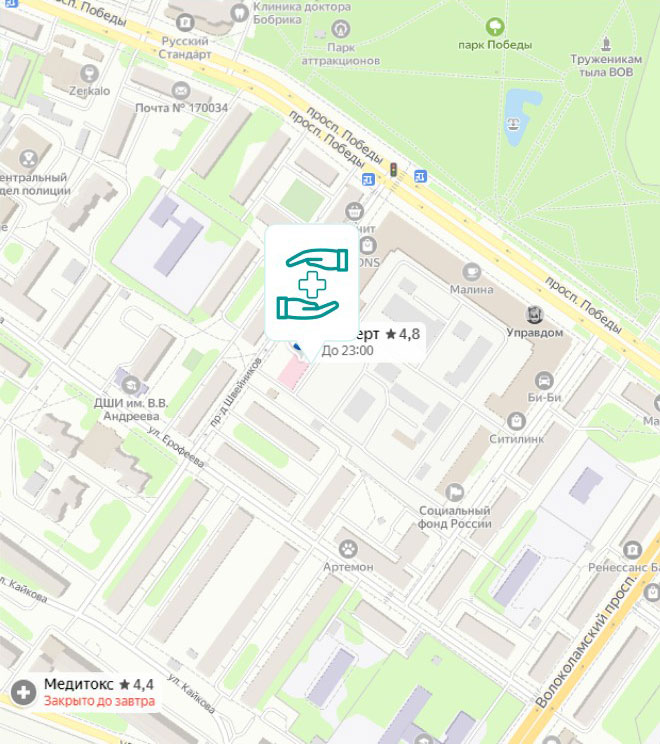 просп. Победы
Клиника доктора
Бобрика
Русский
Стандарт
Парк
аттракционов
парк Победы
Труженикам
тыла ВОВ
Zerkalo
Почта № 170034
просп. Победы
просп. Победы
ентральный
дел полиции
е
нит
ONS
Малина
просп. Победы
Управдом
ерт ★ 4,8
До 23:00
пр-д Швейников
Би-Би
ДШИ им. В.В.
Андреева
ул. Ерофеева
Ситилинк
Ма
Социальный
фонд России
Артемон
Ренессанс Ба
ул. Кайкова
Волоколамский просп.
ул. Кайкова
Медитокс ★ 4,4
Закрыто до завтра